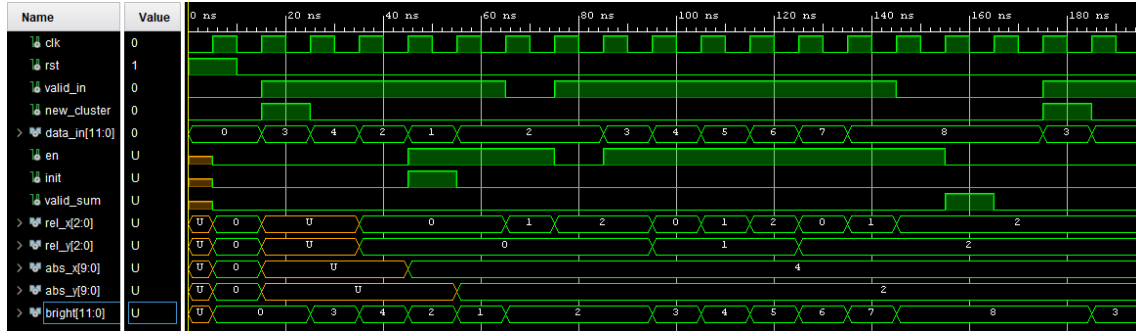 Name Value 0 ns 20 ns 40 ns 60 ns 80 ns 100 ns 120 ns 140 ns 160 ns 180 ns
clk 0
rst 1
valid_in 0
new_cluster 0
data_in[11:0] 0 0 3 4 2 1 2 3 4 5 6 7 8 3
en U
init U
valid_sum U
rel_x[2:0] U U 0 U 0 1 2 0 1 2 0 1 2
rel_y[2:0] U U 0 U 0 1 2
abs_x[9:0] U U 0 U 4
abs_y[9:0] U U 0 U 2
bright[11:0] U U 0 3 4 2 1 2 3 4 5 6 7 8 3